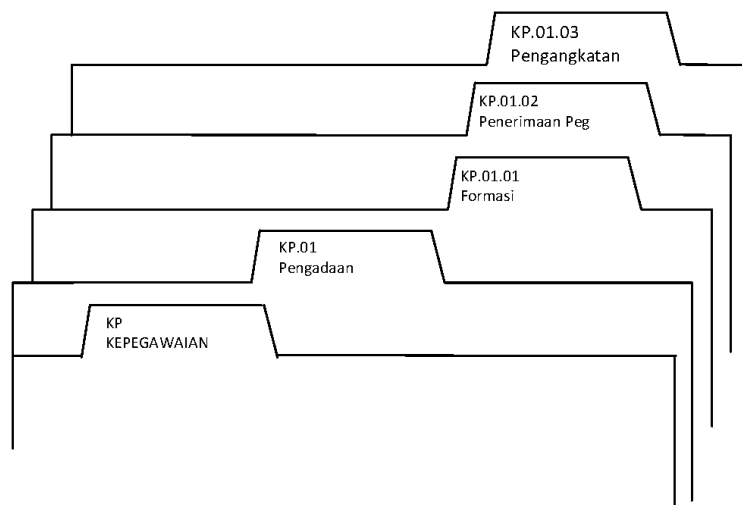 KP.01.03
Pengangkatan
KP.01.02
Penerimaan Peg
KP.01.01
Formasi
KP.01
Pengadaan
KP
KEPEGAWAIAN